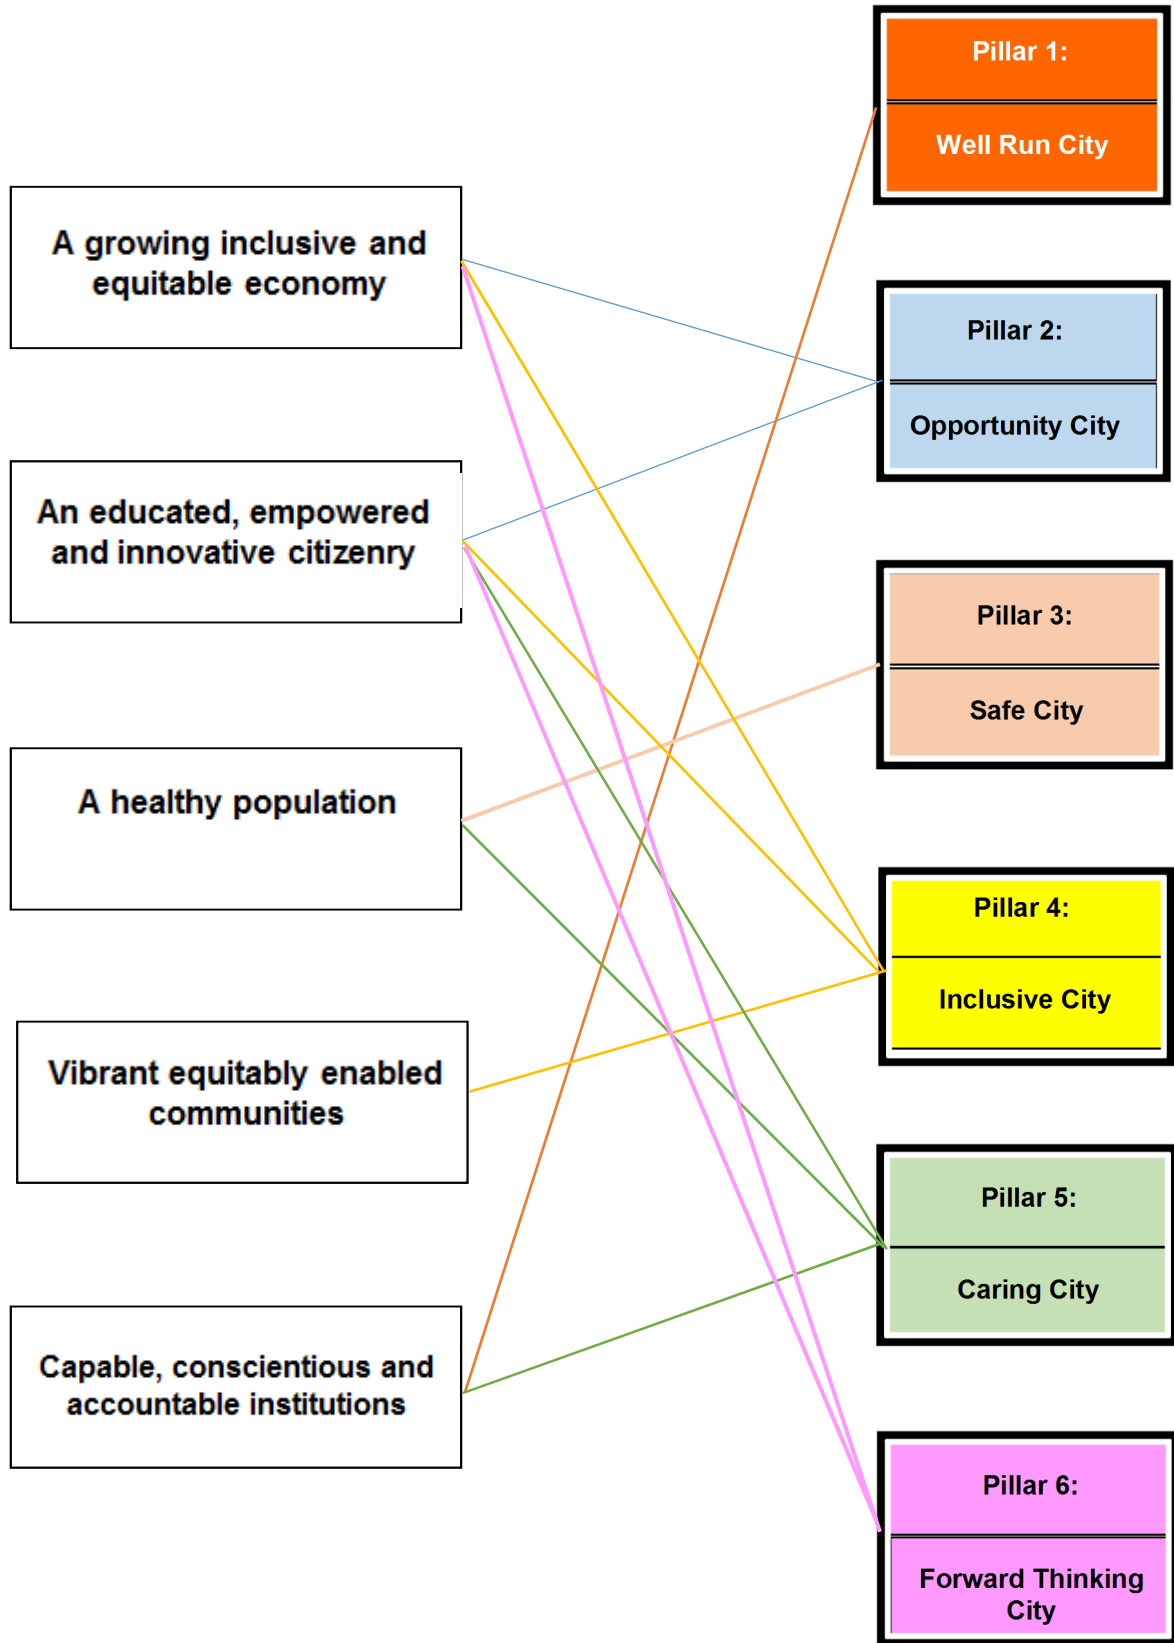 A growing inclusive and
equitable economy
An educated, empowered
and innovative citizenry
A healthy population
Vibrant equitably enabled
communities
Capable, conscientious and
accountable institutions
Pillar 1:
Well Run City
Pillar 2:
Opportunity City
Pillar 3:
Safe City
Pillar 4:
Inclusive City
Pillar 5:
Caring City
Pillar 6:
Forward Thinking
City